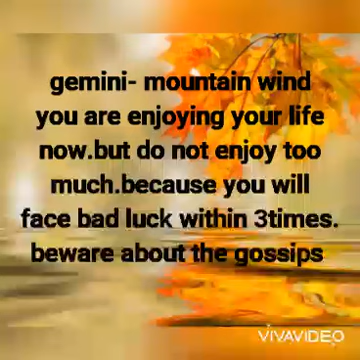 gemini- mountain wind
you are enjoying your life
now.but do not enjoy too
much.because you will
face bad luck within 3times.
beware about the gossips
VIVAVIDEO